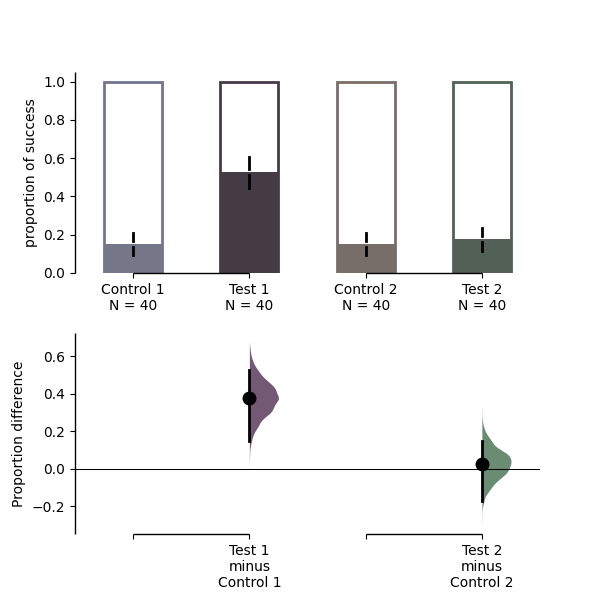 1.0
0.8
0.6
0.4
0.2
0.0
proportion of success
Control 1
N = 40
Test 1
N = 40
Control 2
N = 40
Test 2
N = 40
0.6
0.4
0.2
0.0
−0.2
Proportion difference
Test 1
minus
Control 1
Test 2
minus
Control 2